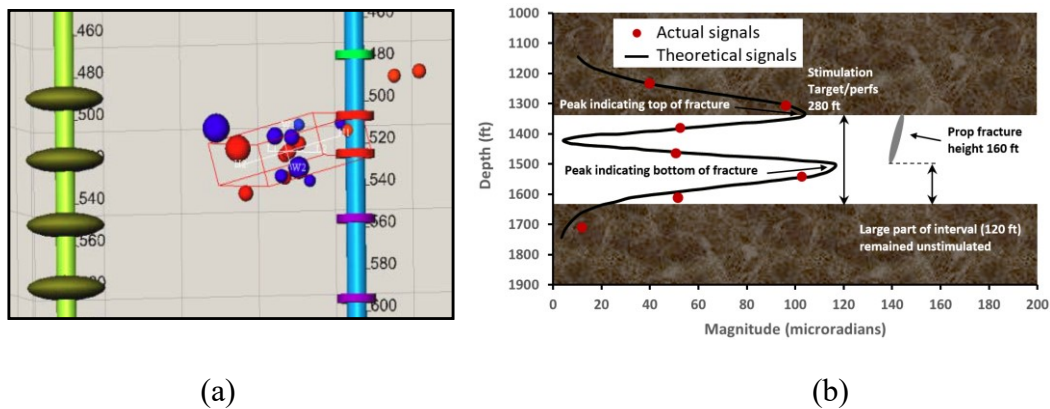 460
480
500
520
540
560
460
480
500
520
540
560
580
600
W2
(a)
Actual signals
Theoretical signals
Stimulation
Target/perfs
280 ft
Peak indicating top of fracture
Prop fracture
height 160 ft
Peak indicating bottom of fracture
Large part of interval (120 ft)
remained unstimulated
Depth (ft)
1000
1100
1200
1300
1400
1500
1600
1700
1800
1900
0 20 40 60 80 100 120 140 160 180 200
Magnitude (microradians)
(b)